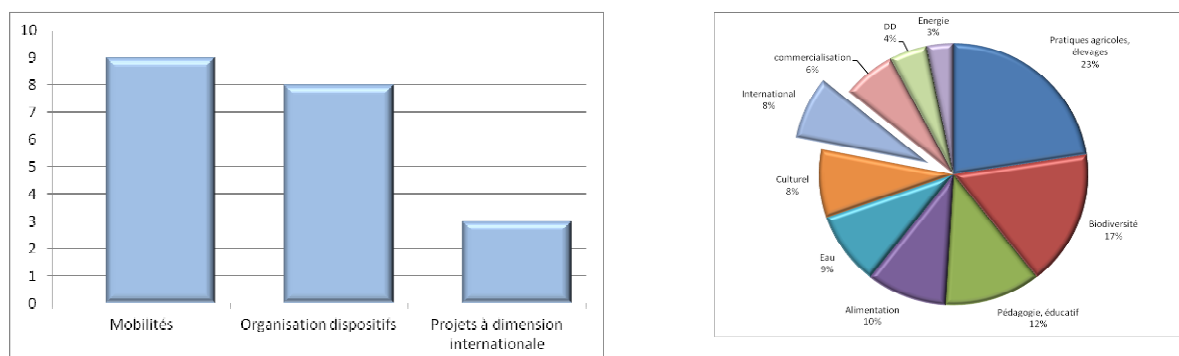 10
9
8
7
6
5
4
3
2
1
0
Mobilités
Organisation dispositifs
Projets à dimension
internationale
Energie
3%
DD
4%
commercialisation
6%
International
8%
Culturel
8%
Eau
9%
Alimentation
10%
Pédagogie, éducatif
12%
Biodiversité
17%
Pratiques agricoles,
élevages
23%